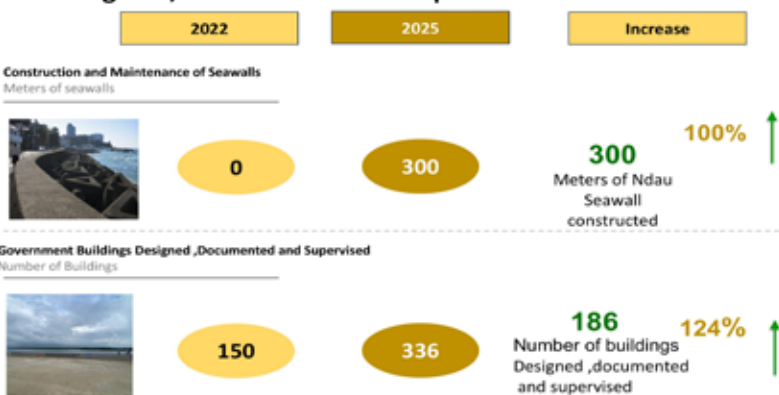 2022 2025 Increase
Construction and Maintenance of Seawalls
Meters of seawalls
0 300 300 100%
Meters of Ndau
Seawall
constructed
Government Buildings Designed ,Documented and Supervised
Number of Buildings
150 336 186 124%
Number of buildings
Designed ,documented
and supervised